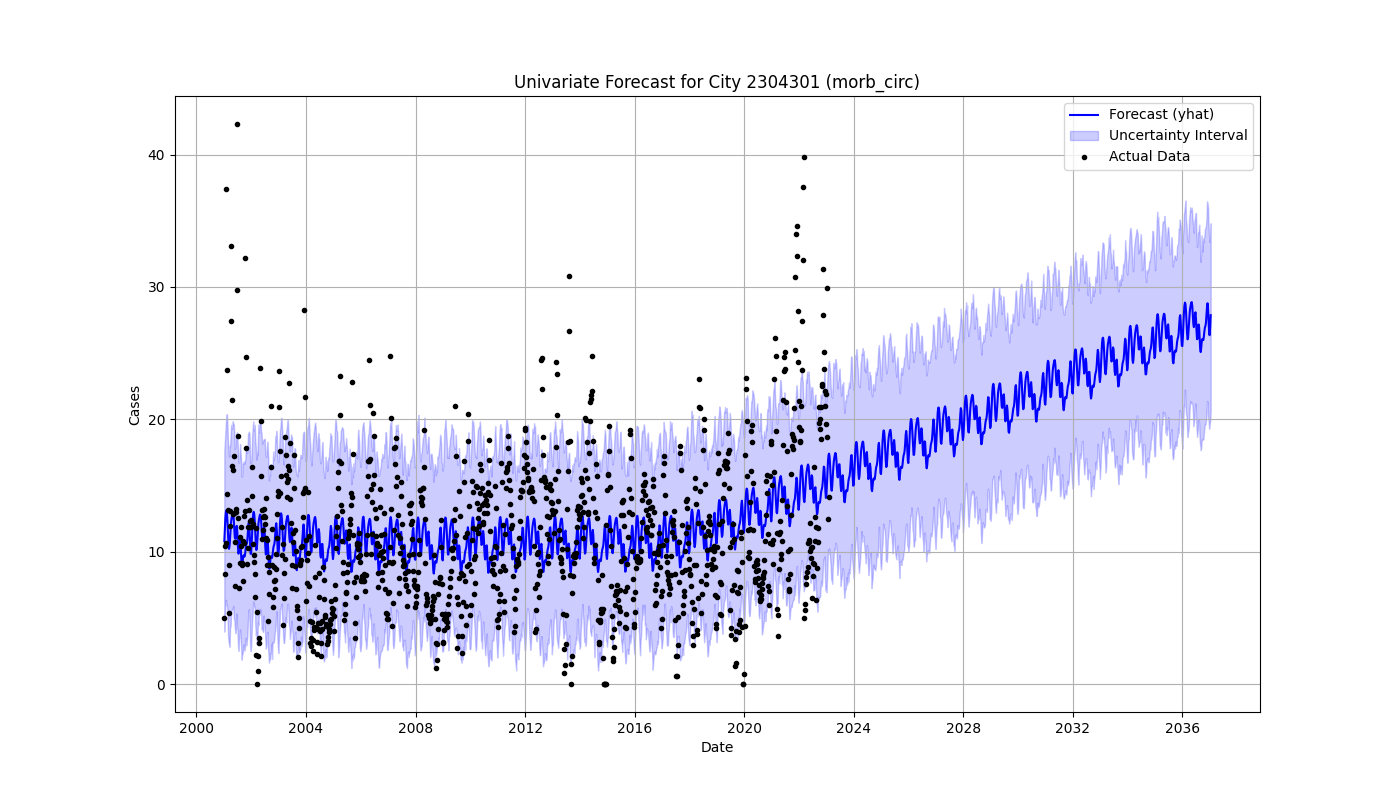 Univariate Forecast for City 2304301 (morb_circ)
Forecast (yhat)
Uncertainty Interval
Actual Data
Cases
40
30
20
10
0
2000 2004 2008 2012 2016 2020 2024 2028 2032 2036
Date